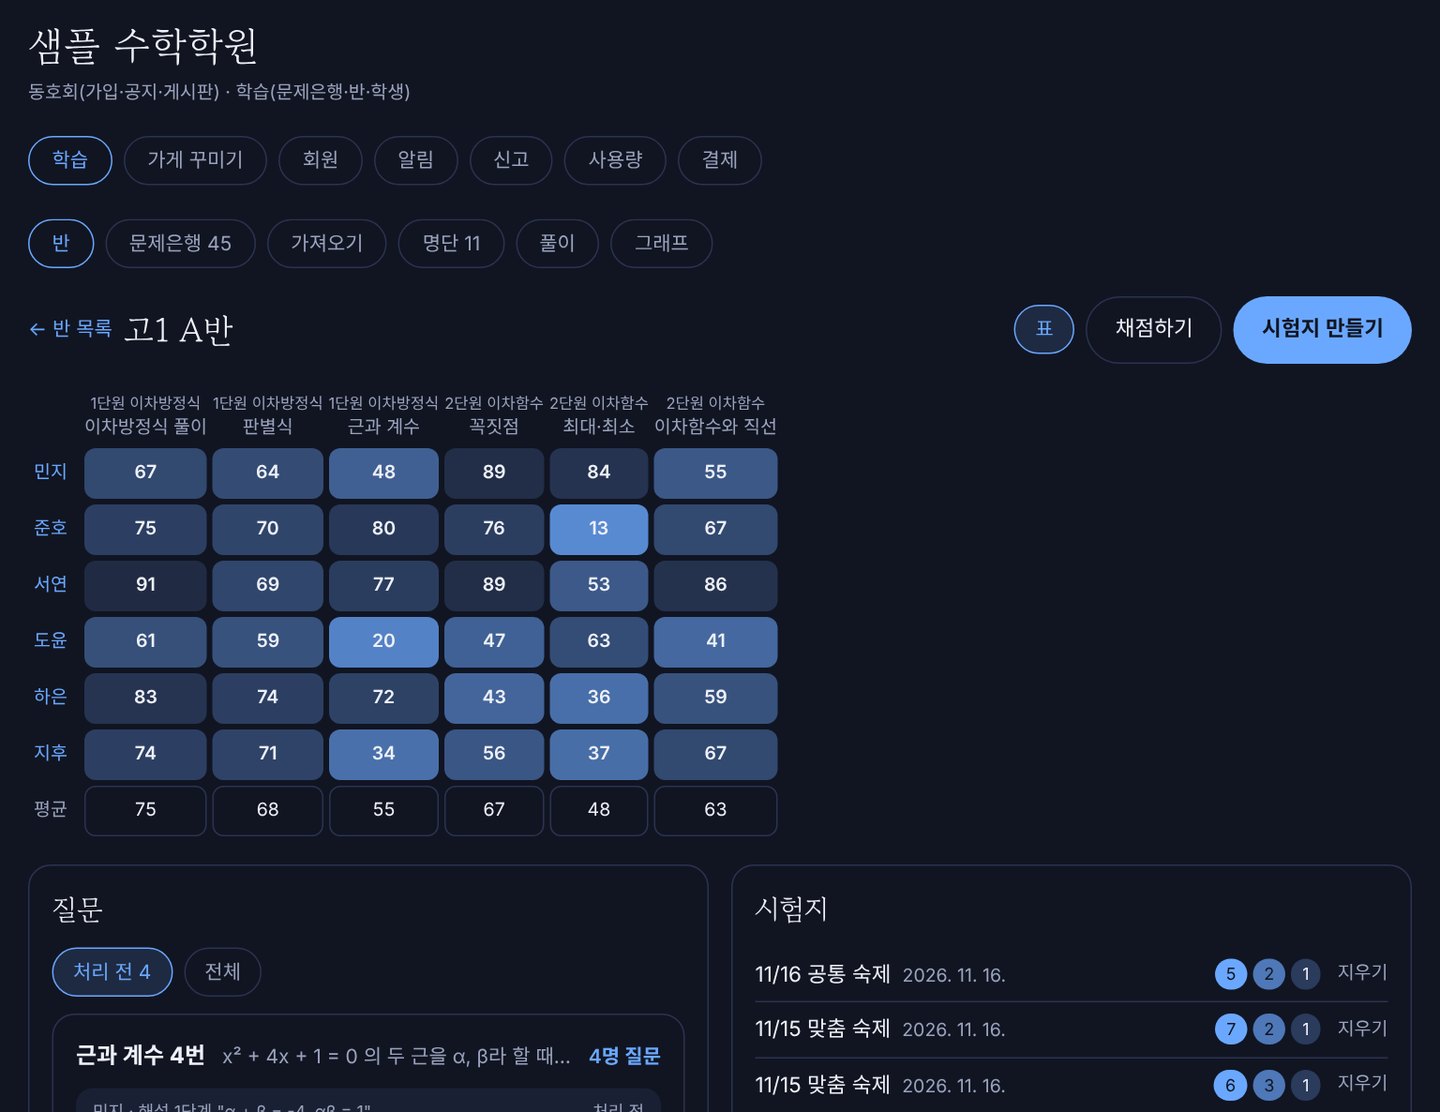 샘플 수학학원
동호회(가입·공지·게시판) · 학습(문제은행·반·학생)
학습 가게 꾸미기 회원 알림 신고 사용량 결제
반 문제은행 45 가져오기 명단 11 풀이 그래프
← 반 목록 고1 A반 표 채점하기 시험지 만들기
1단원 이차방정식 1단원 이차방정식 1단원 이차방정식 2단원 이차함수 2단원 이차함수 2단원 이차함수
이차방정식 풀이 판별식 근과 계수 꼭짓점 최대·최소 이차함수와 직선
민지 67 64 48 89 84 55
준호 75 70 80 76 13 67
서연 91 69 77 89 53 86
도윤 61 59 20 47 63 41
하은 83 74 72 43 36 59
지후 74 71 34 56 37 67
평균 75 68 55 67 48 63
질문
처리 전 4 전체
근과 계수 4번 x² + 4x + 1 = 0 의 두 근을 α, β라 할 때… 4명 질문
민지 · 해설 1단계 "α + β = -4, αβ = 1" 처리 전
시험지
11/16 공통 숙제 2026. 11. 16. 5 2 1 지우기
11/15 맞춤 숙제 2026. 11. 16. 7 2 1 지우기
11/15 맞춤 숙제 2026. 11. 16. 6 3 1 지우기